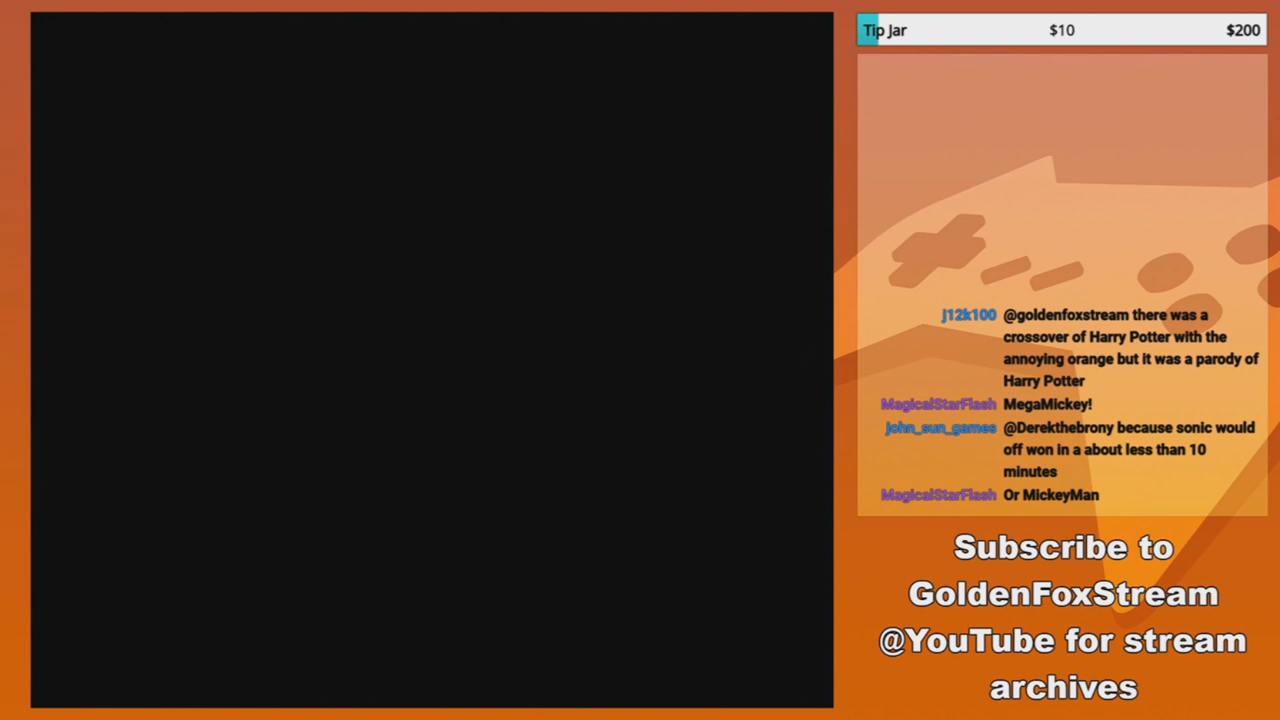 Tip Jar $10 $200
J12k100 @goldenfoxstream there was a
crossover of Harry Potter with the
annoying orange but it was a parody of
Harry Potter
MagicalStarFlash MegaMickey!
john_sun_games @Derekthebrony because sonic would
off won in a about less than 10
minutes
MagicalStarFlash Or MickeyMan
Subscribe to
GoldenFoxStream
@YouTube for stream
archives